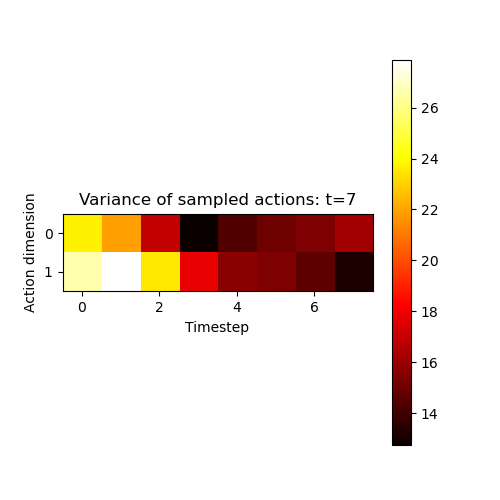 Variance of sampled actions: t=7
Action dimension
0
1
0 2 4 6
Timestep
26
24
22
20
18
16
14